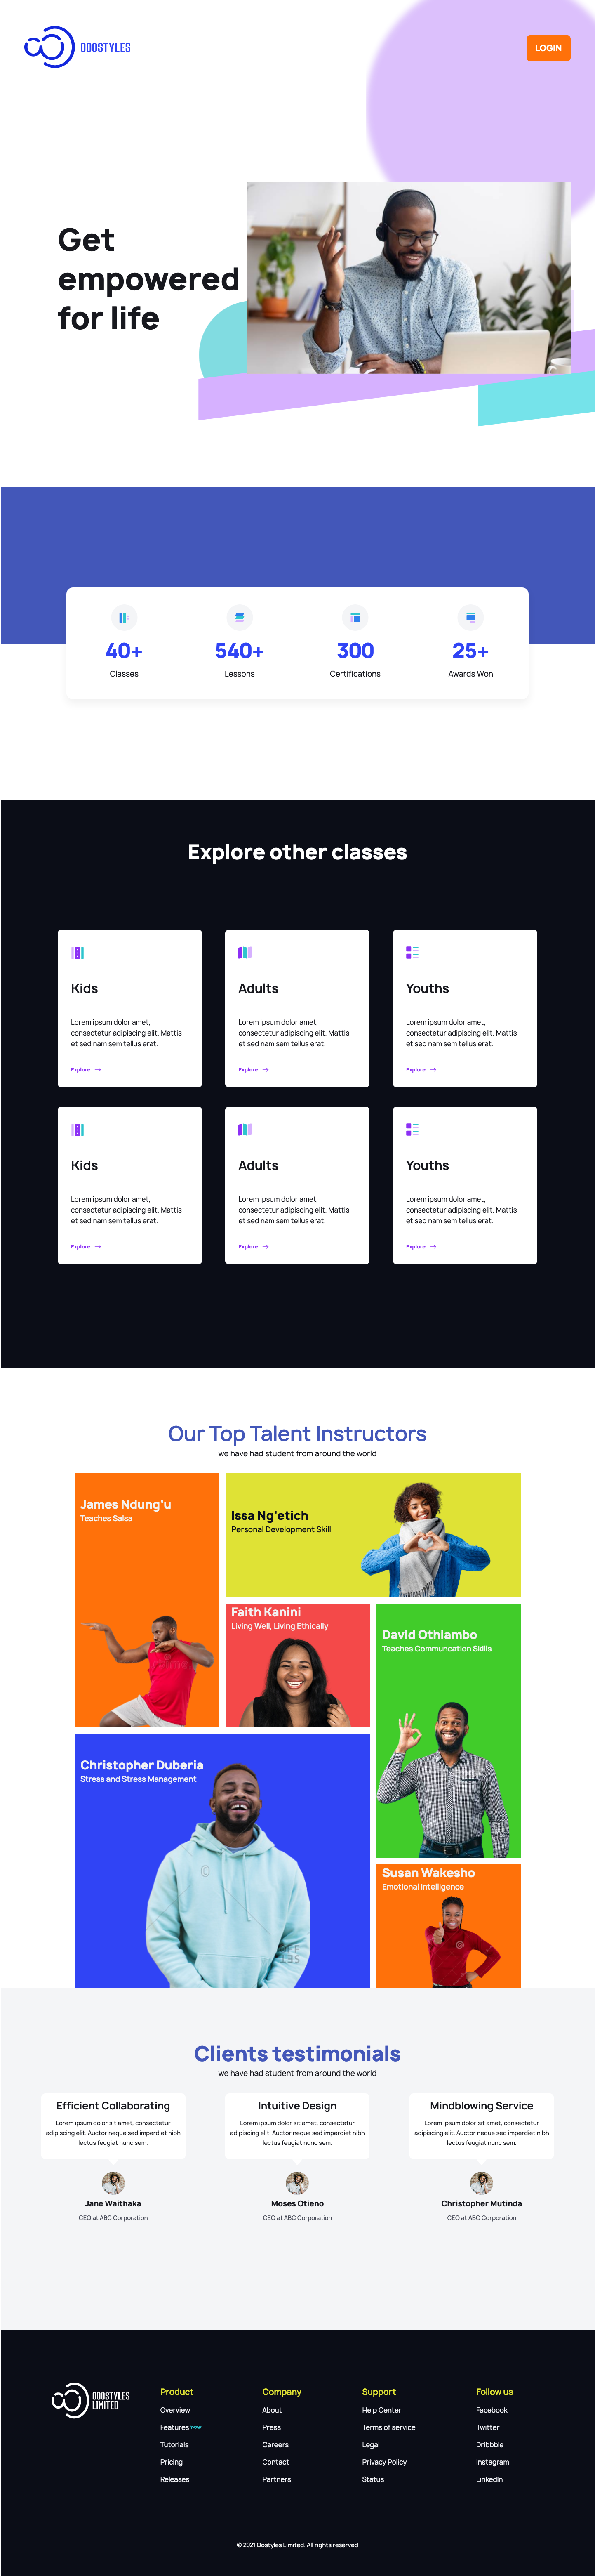 OOOSTYLES
LOGIN
Get
empowered
for life
40+
540+
300
25+
Classes
Lessons
Certifications
Awards Won
Explore other classes
Kids
Lorem ipsum dolor amet,
consectetur adipiscing elit. Mattis
et sed nam sem tellus erat.
Explore →
Adults
Lorem ipsum dolor amet,
consectetur adipiscing elit. Mattis
et sed nam sem tellus erat.
Explore →
Youths
Lorem ipsum dolor amet,
consectetur adipiscing elit. Mattis
et sed nam sem tellus erat.
Explore →
Kids
Lorem ipsum dolor amet,
consectetur adipiscing elit. Mattis
et sed nam sem tellus erat.
Explore →
Adults
Lorem ipsum dolor amet,
consectetur adipiscing elit. Mattis
et sed nam sem tellus erat.
Explore →
Youths
Lorem ipsum dolor amet,
consectetur adipiscing elit. Mattis
et sed nam sem tellus erat.
Explore →
Our Top Talent Instructors
we have had student from around the world
James Ndung'u
Teaches Salsa
Issa Ng'etich
Personal Development Skill
Faith Kanini
Living Well, Living Ethically
David Othiambo
Teaches Communcation Skills
iStock
Christopher Duberia
Stress and Stress Management
Susan Wakesho
Emotional Intelligence
Clients testimonials
we have had student from around the world
Efficient Collaborating
Lorem ipsum dolor sit amet, consectetur
adipiscing elit. Auctor neque sed imperdiet nibh
lectus feugiat nunc sem.
Jane Waithaka
CEO at ABC Corporation
Intuitive Design
Lorem ipsum dolor sit amet, consectetur
adipiscing elit. Auctor neque sed imperdiet nibh
lectus feugiat nunc sem.
Moses Otieno
CEO at ABC Corporation
Mindblowing Service
Lorem ipsum dolor sit amet, consectetur
adipiscing elit. Auctor neque sed imperdiet nibh
lectus feugiat nunc sem.
Christopher Mutinda
CEO at ABC Corporation
OOOSTYLES
LIMITED
Product
Overview
Features new
Tutorials
Pricing
Releases
Company
About
Press
Careers
Contact
Partners
Support
Help Center
Terms of service
Legal
Privacy Policy
Status
Follow us
Facebook
Twitter
Dribbble
Instagram
LinkedIn
© 2021 Oostyles Limited. All rights reserved